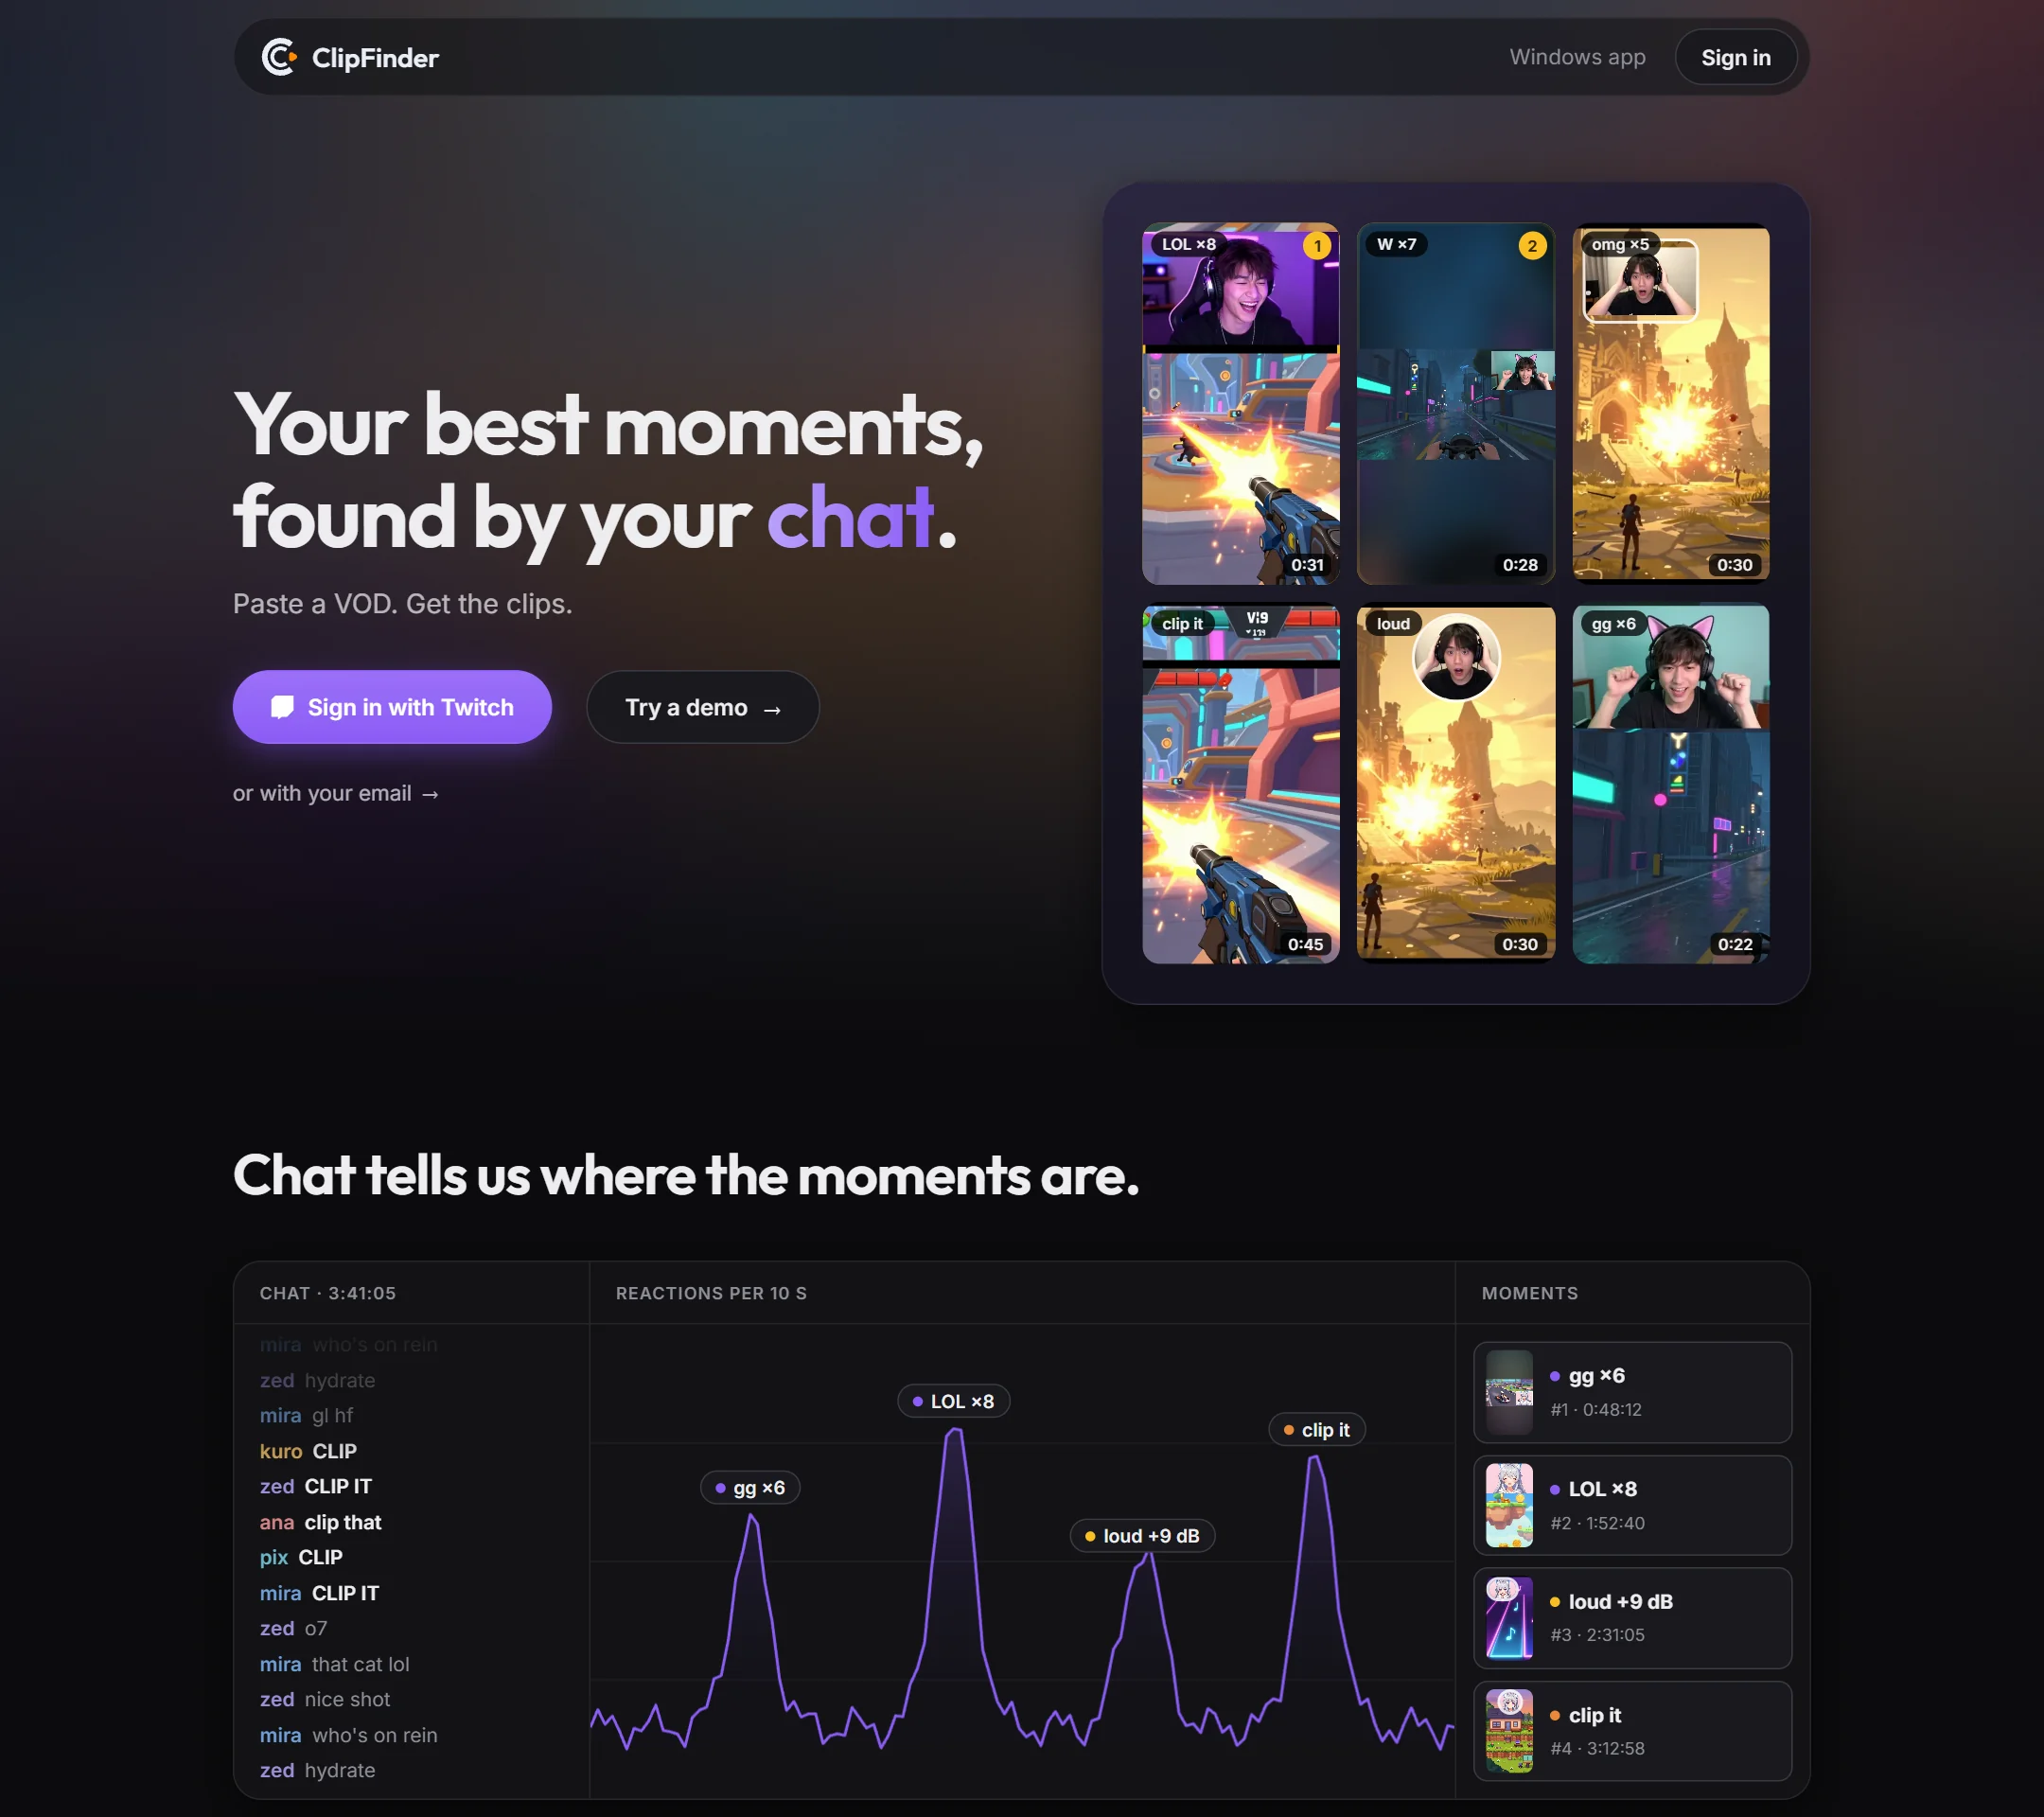 ClipFinder
Windows app
Sign in
Your best moments,
found by your chat.
Paste a VOD. Get the clips.
Sign in with Twitch
Try a demo →
or with your email →
LOL ×8
1
0:31
W ×7
2
0:28
omg ×5
0:30
clip it
0:45
loud
0:30
gg ×6
0:22
Chat tells us where the moments are.
CHAT · 3:41:05
mira who's on rein
zed hydrate
mira gl hf
kuro CLIP
zed CLIP IT
ana clip that
pix CLIP
mira CLIP IT
zed o7
mira that cat lol
zed nice shot
mira who's on rein
zed hydrate
REACTIONS PER 10 S
gg ×6
LOL ×8
loud +9 dB
clip it
MOMENTS
gg ×6
#1 · 0:48:12
LOL ×8
#2 · 1:52:40
loud +9 dB
#3 · 2:31:05
clip it
#4 · 3:12:58